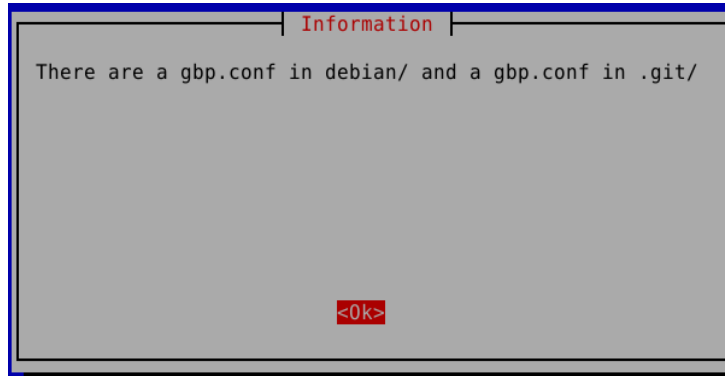 Information
There are a gbp.conf in debian/ and a gbp.conf in .git/
<Ok>